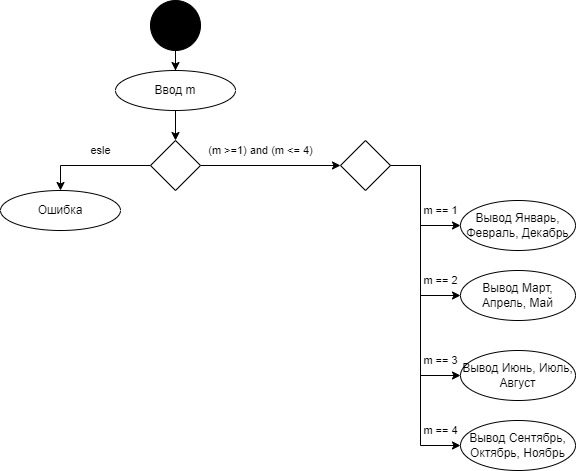 Ввод m
esle
(m >=1) and (m <= 4)
Ошибка
m == 1
Вывод Январь,
Февраль, Декабрь
m == 2
Вывод Март,
Апрель, Май
m == 3
Вывод Июнь, Июль,
Август
m == 4
Вывод Сентябрь,
Октябрь, Ноябрь